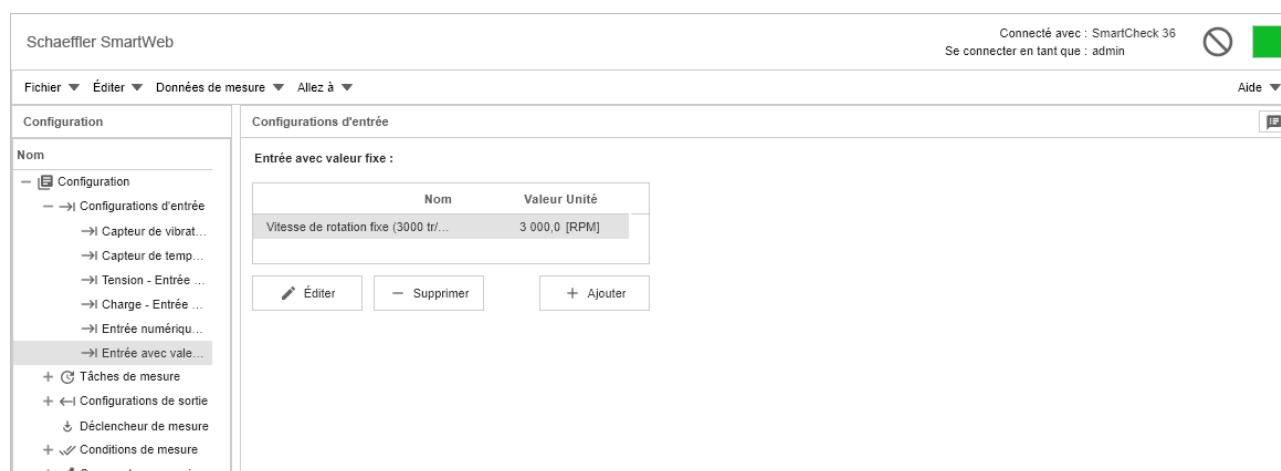 Schaeffler SmartWeb
Connecté avec : SmartCheck 36
Se connecter en tant que : admin
Fichier Éditer Données de mesure Allez à Aide
Configuration
Configurations d'entrée
Nom
Entrée avec valeur fixe :
Configuration
Configurations d'entrée
Capteur de vibrat...
Capteur de temp...
Tension - Entrée ...
Charge - Entrée ...
Entrée numériqu...
Entrée avec vale...
Tâches de mesure
Configurations de sortie
Déclencheur de mesure
Conditions de mesure
Nom Valeur Unité
Vitesse de rotation fixe (3000 tr/... 3 000,0 [RPM]
Éditer Supprimer Ajouter